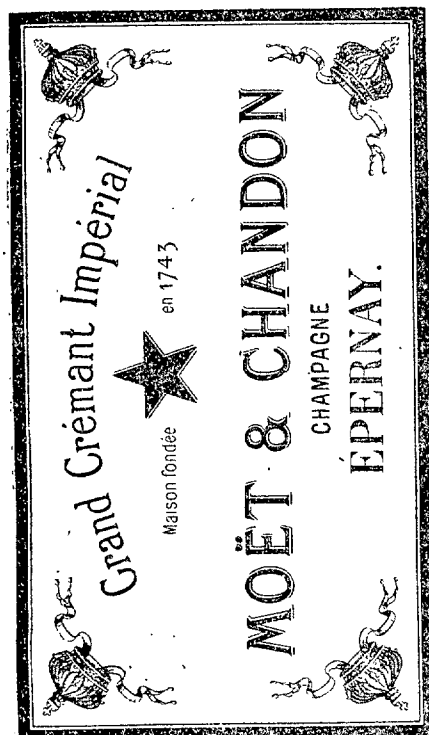 Grand Crémant Impérial
Maison fondée en 1743
MOËT & CHANDON
CHAMPAGNE
ÉPERNAY.